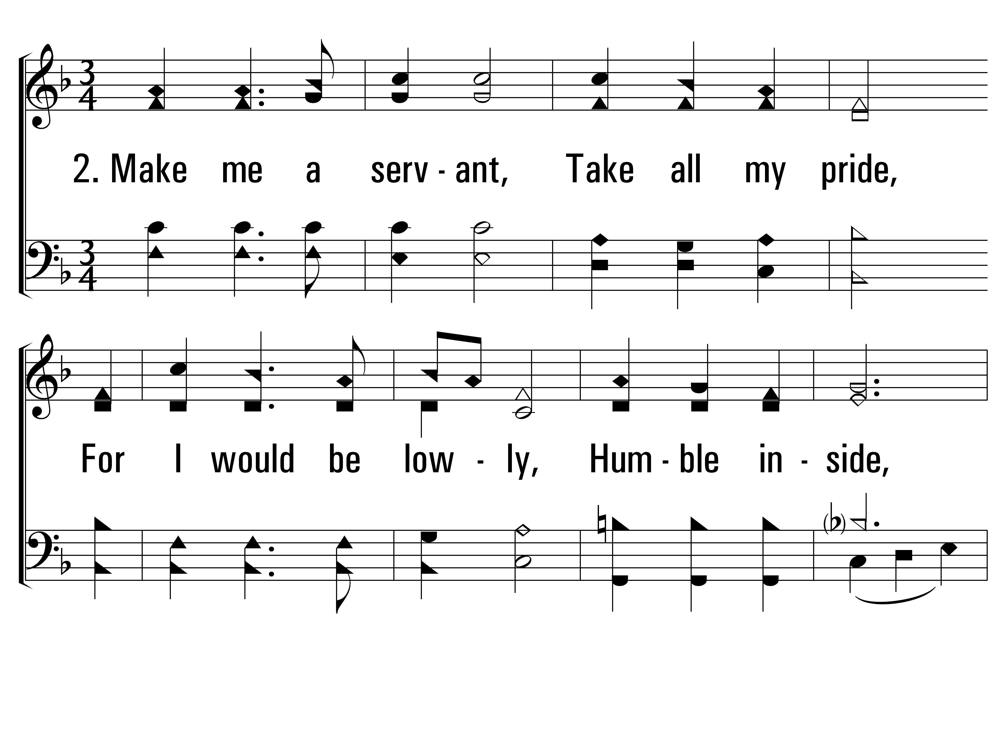 2. Make me a serv - ant, Take all my pride,
For I would be low - ly, Hum - ble in - side,